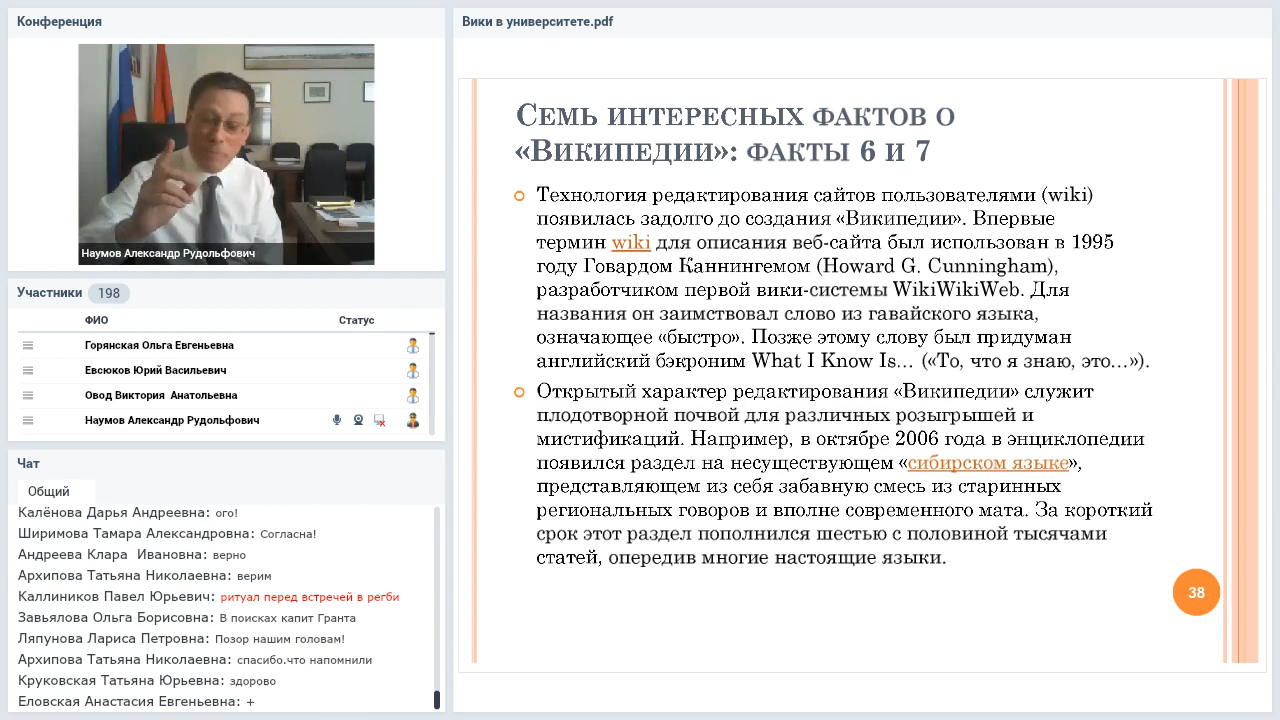 Конференция
Наумов Александр Рудольфович
Участники 198
ФИО Статус
Горянская Ольга Евгеньевна
Евсюков Юрий Васильевич
Овод Виктория Анатольевна
Наумов Александр Рудольфович
Чат
Общий
Калёнова Дарья Андреевна: ого!
Ширимова Тамара Александровна: Согласна!
Андреева Клара Ивановна: верно
Архипова Татьяна Николаевна: верим
Каллиников Павел Юрьевич: ритуал перед встречей в регби
Завьялова Ольга Борисовна: В поисках капит Гранта
Ляпунова Лариса Петровна: Позор нашим головам!
Архипова Татьяна Николаевна: спасибо.что напомнили
Круковская Татьяна Юрьевна: здорово
Еловская Анастасия Евгеньевна: +
Вики в университете.pdf
Семь интересных фактов о
«Википедии»: факты 6 и 7
Технология редактирования сайтов пользователями (wiki)
появилась задолго до создания «Википедии». Впервые
термин wiki для описания веб-сайта был использован в 1995
году Говардом Каннингемом (Howard G. Cunningham),
разработчиком первой вики-системы WikiWikiWeb. Для
названия он заимствовал слово из гавайского языка,
означающее «быстро». Позже этому слову был придуман
английский бэкроним What I Know Is... («То, что я знаю, это...»).
Открытый характер редактирования «Википедии» служит
плодотворной почвой для различных розыгрышей и
мистификаций. Например, в октябре 2006 года в энциклопедии
появился раздел на несуществующем «сибирском языке»,
представляющем из себя забавную смесь из старинных
региональных говоров и вполне современного мата. За короткий
срок этот раздел пополнился шестью с половиной тысячами
статей, опередив многие настоящие языки.
38